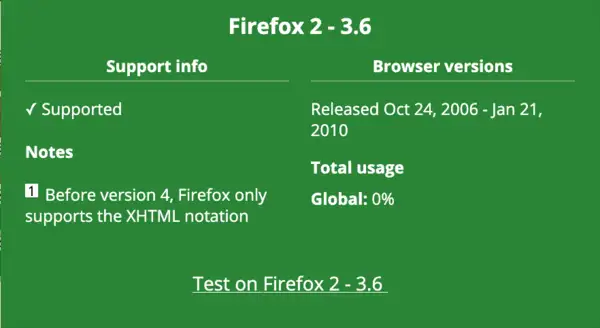 Firefox 2 - 3.6
Support info
✓ Supported
Notes
1 Before version 4, Firefox only
supports the XHTML notation
Browser versions
Released Oct 24, 2006 - Jan 21,
2010
Total usage
Global: 0%
Test on Firefox 2 - 3.6